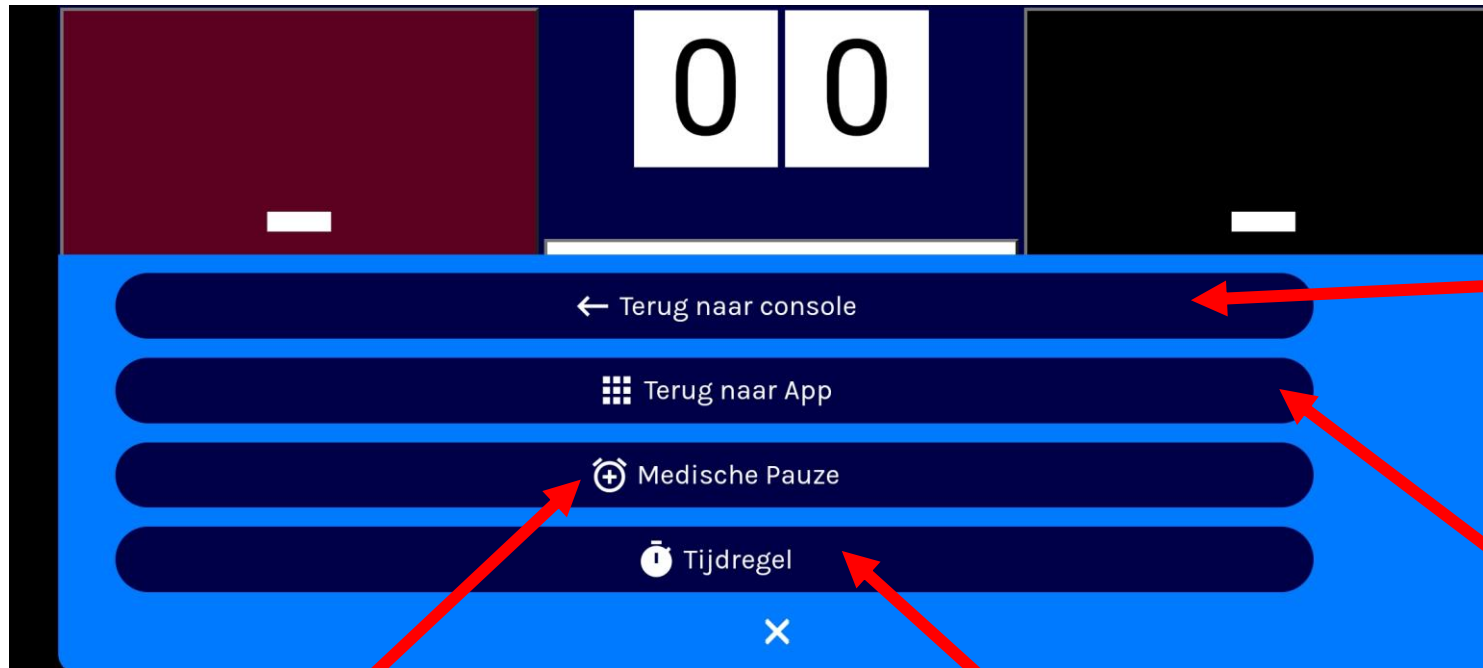 0 0
Terug naar console
Terug naar App
Medische Pauze
Tijdregel